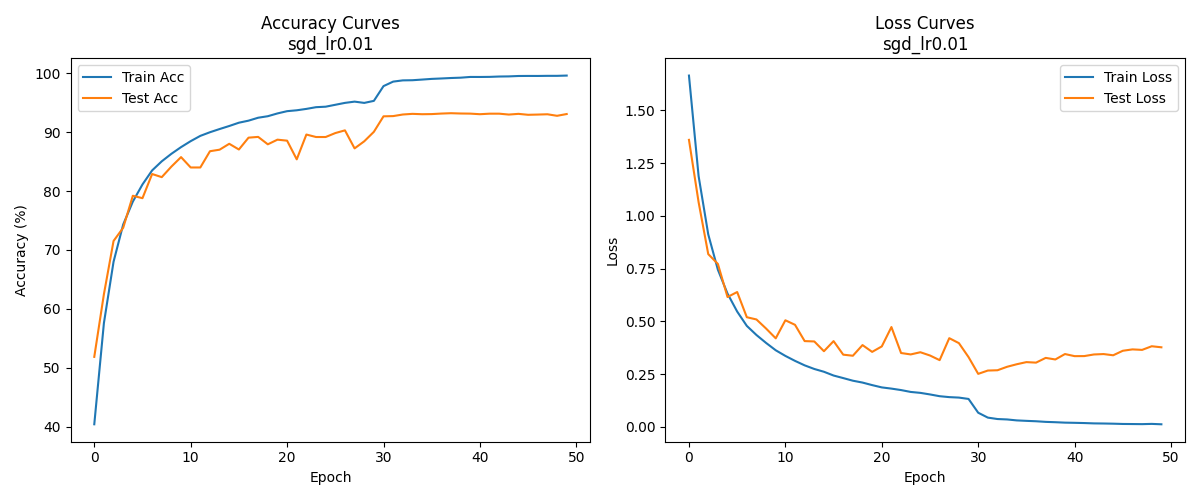 Accuracy Curves
sgd_lr0.01
Train Acc
Test Acc
100
90
80
70
60
50
40
Accuracy (%)
0 10 20 30 40 50
Epoch
Loss Curves
sgd_lr0.01
Train Loss
Test Loss
1.50
1.25
1.00
0.75
0.50
0.25
0.00
Loss
0 10 20 30 40 50
Epoch